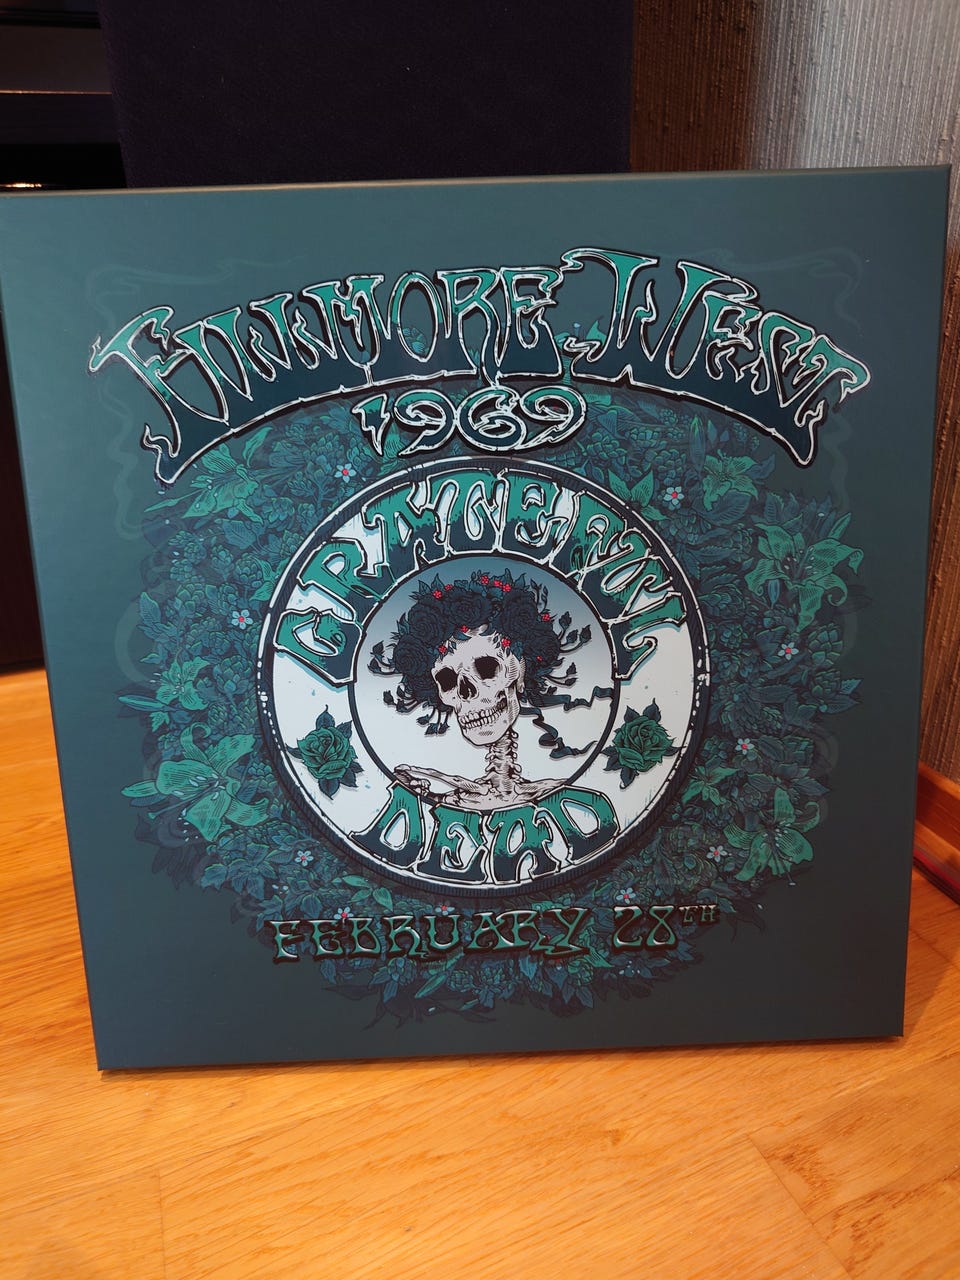 FILLMORE WEST
1969
GRATEFUL
DEAD
FEBRUARY 28TH